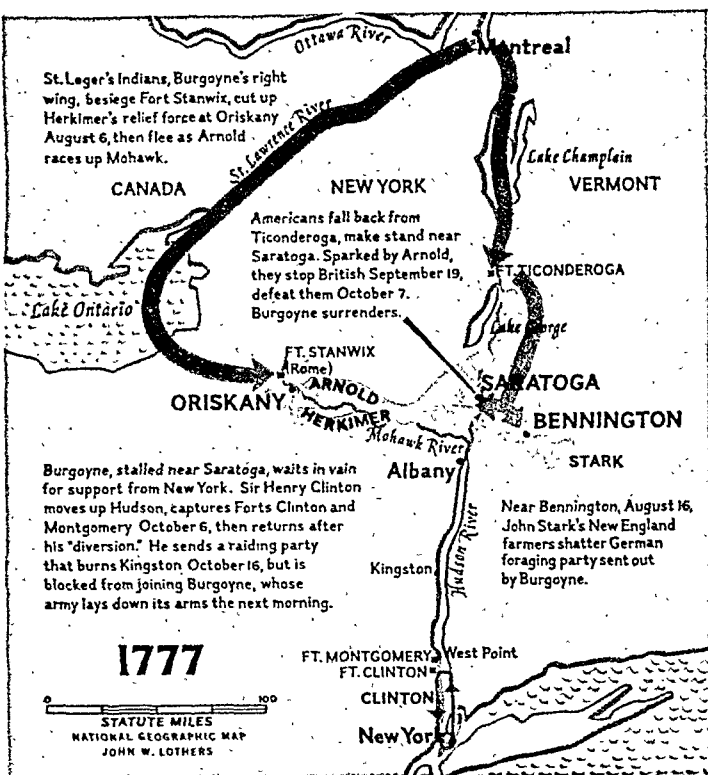 Ottawa River
Montreal
St. Leger's Indians, Burgoyne's right
wing, besiege Fort Stanwix, cut up
Herkimer's relief force at Oriskany
August 6, then flee as Arnold
races up Mohawk.
St. Lawrence River
Lake Champlain
CANADA
NEW YORK
VERMONT
Americans fall back from
Ticonderoga, make stand near
Saratoga. Sparked by Arnold,
they stop British September 19,
defeat them October 7.
Burgoyne surrenders.
FT. TICONDEROGA
Lake Ontario
Lake George
FT. STANWIX
(Rome)
ARNOLD
SARATOGA
ORISKANY
HERKIMER
BENNINGTON
Mohawk River
STARK
Albany
Burgoyne, stalled near Saratoga, waits in vain
for support from New York. Sir Henry Clinton
moves up Hudson, captures Forts Clinton and
Montgomery October 6, then returns after
his "diversion." He sends a raiding party
that burns Kingston October 16, but is
blocked from joining Burgoyne, whose
army lays down its arms the next morning.
Near Bennington, August 16,
John Stark's New England
farmers shatter German
foraging party sent out
by Burgoyne.
Hudson River
Kingston
1777
FT. MONTGOMERY
West Point
FT. CLINTON
CLINTON
New York
0 100
STATUTE MILES
NATIONAL GEOGRAPHIC MAP
JOHN W. LOTHERS